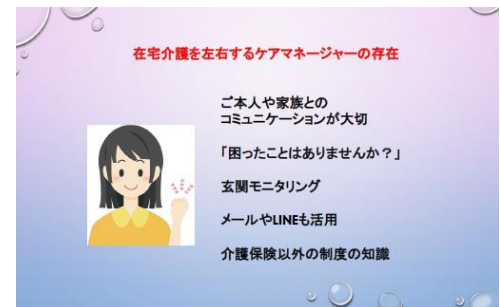 在宅介護を左右するケアマネージャーの存在
ご本人や家族との
コミュニケーションが大切
「困ったことはありませんか？」
玄関モニタリング
メールやLINEも活用
介護保険以外の制度の知識